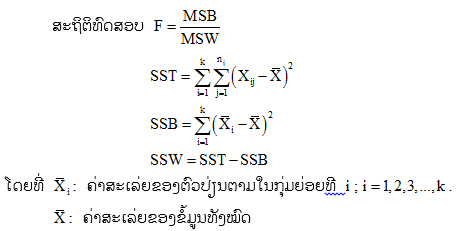 ສະຖິຕິທົດສອບ F = MSB / MSW
SST = ∑_{i=1}^{k} ∑_{j=1}^{n_i} (X_{ij} − X̅)^2
SSB = ∑_{i=1}^{k} (X̅_i − X̅)^2
SSW = SST − SSB
ໂດຍທີ່ X̅_i : ຄ່າສະເລ່ຍຂອງຕົວປ່ຽນຕາມໃນກຸ່ມຍ່ອຍທີ i ; i = 1,2,3,...,k .
X̅ : ຄ່າສະເລ່ຍຂອງຂໍ້ມູນທັງໝົດ